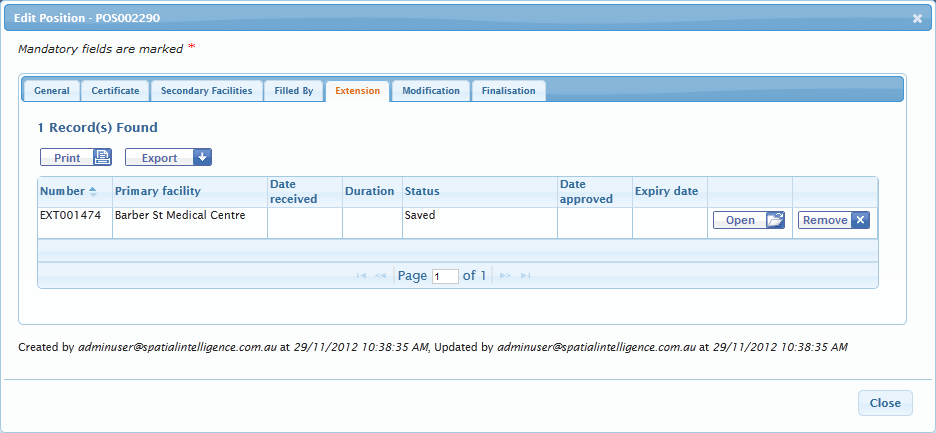 Edit Position - POS002290
Mandatory fields are marked *
General Certificate Secondary Facilities Filled By Extension Modification Finalisation
1 Record(s) Found
Print Export
Number Primary facility Date received Duration Status Date approved Expiry date
EXT001474 Barber St Medical Centre Saved Open Remove
Page 1 of 1
Created by adminuser@spatialintelligence.com.au at 29/11/2012 10:38:35 AM, Updated by adminuser@spatialintelligence.com.au at 29/11/2012 10:38:35 AM
Close